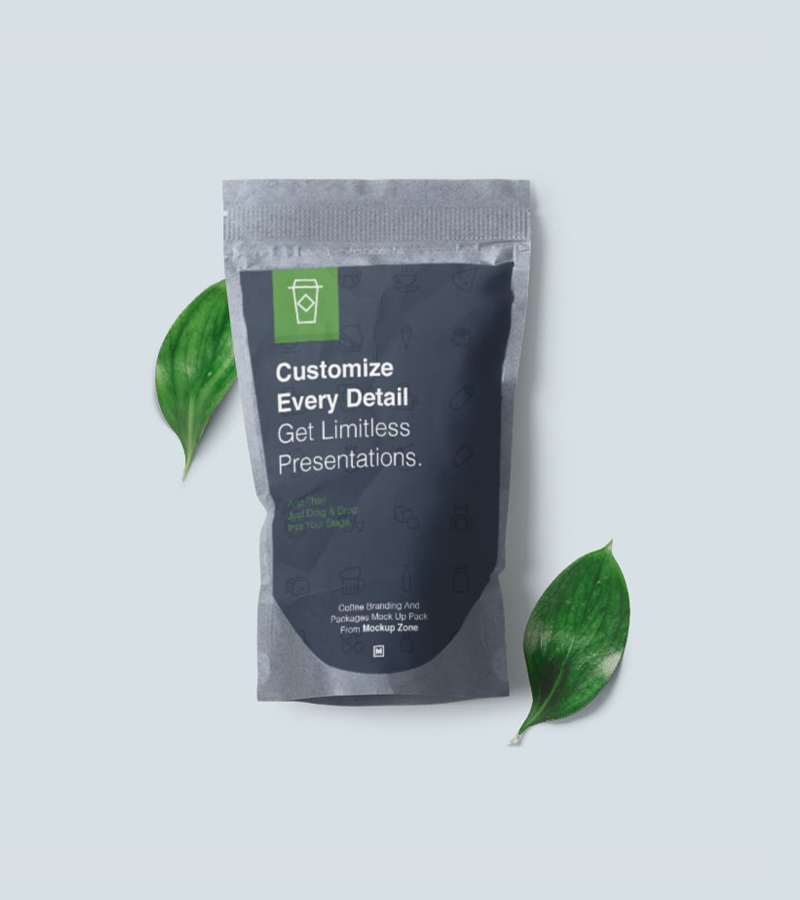 Customize
Every Detail
Get Limitless
Presentations.
And Then
Just Drag & Drop
Into Your Stage
Coffee Branding And
Packages Mock Up Pack
From Mockup Zone
M